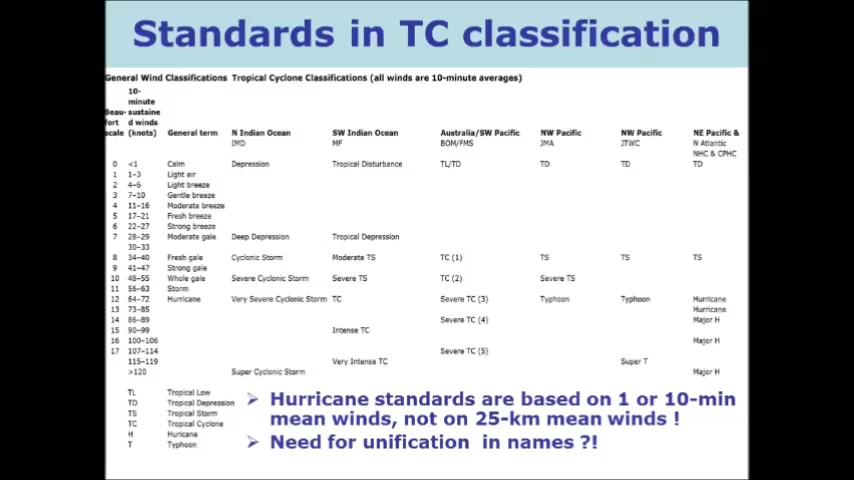 Standards in TC classification
General Wind Classifications Tropical Cyclone Classifications (all winds are 10-minute averages)
10-
minute
Beau- sustaine
fort d winds
scale (knots) General term N Indian Ocean SW Indian Ocean Australia/SW Pacific NW Pacific NW Pacific NE Pacific &
IMD MF BOM/FMS JMA JTWC N Atlantic
NHC & CPHC
0 <1 Calm Depression Tropical Disturbance TL/TD TD TD TD
1 1–3 Light air
2 4–6 Light breeze
3 7–10 Gentle breeze
4 11–16 Moderate breeze
5 17–21 Fresh breeze
6 22–27 Strong breeze
7 28–29 Moderate gale Deep Depression Tropical Depression
30–33
8 34–40 Fresh gale Cyclonic Storm Moderate TS TC (1) TS TS TS
9 41–47 Strong gale
10 48–55 Whole gale Severe Cyclonic Storm Severe TS TC (2) Severe TS
11 56–63 Storm
12 64–72 Hurricane Very Severe Cyclonic Storm TC Severe TC (3) Typhoon Typhoon Hurricane
13 73–85 Hurricane
14 86–89 Severe TC (4) Major H
15 90–99 Intense TC
16 100–106 Major H
17 107–114 Severe TC (5)
115–119 Very Intense TC Super T
>120 Super Cyclonic Storm Major H
TL Tropical Low
TD Tropical Depression
TS Tropical Storm
TC Tropical Cyclone
H Huricane
T Typhoon
➢ Hurricane standards are based on 1 or 10-min
mean winds, not on 25-km mean winds !
➢ Need for unification in names ?!